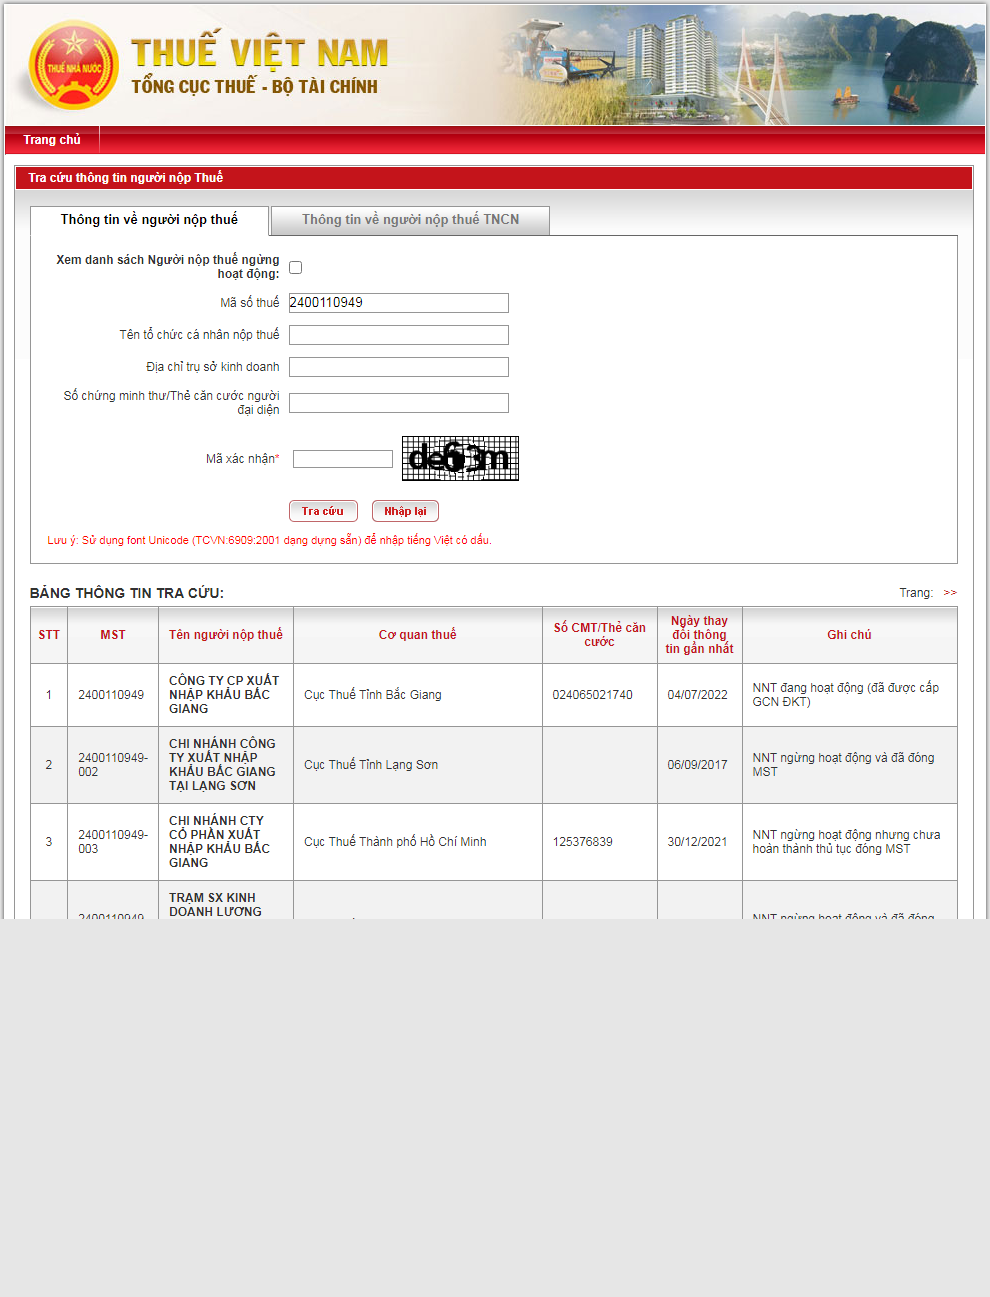 THUẾ NHÀ NƯỚC
THUẾ VIỆT NAM
TỔNG CỤC THUẾ - BỘ TÀI CHÍNH
Trang chủ
Tra cứu thông tin người nộp Thuế
Thông tin về người nộp thuế
Thông tin về người nộp thuế TNCN
Xem danh sách Người nộp thuế ngừng
hoạt động:
Mã số thuế
2400110949
Tên tổ chức cá nhân nộp thuế
Địa chỉ trụ sở kinh doanh
Số chứng minh thư/Thẻ căn cước người
đại diện
Mã xác nhận*
Tra cứu
Nhập lại
Lưu ý: Sử dụng font Unicode (TCVN:6909:2001 dạng dựng sẵn) để nhập tiếng Việt có dấu.
BẢNG THÔNG TIN TRA CỨU:
Trang: >>
STT
MST
Tên người nộp thuế
Cơ quan thuế
Số CMT/Thẻ căn
cước
Ngày thay
đổi thông
tin gần nhất
Ghi chú
1
2400110949
CÔNG TY CP XUẤT
NHẬP KHẨU BẮC
GIANG
Cục Thuế Tỉnh Bắc Giang
024065021740
04/07/2022
NNT đang hoạt động (đã được cấp
GCN ĐKT)
2
2400110949-
002
CHI NHÁNH CÔNG
TY XUẤT NHẬP
KHẨU BẮC GIANG
TẠI LẠNG SƠN
Cục Thuế Tỉnh Lạng Sơn
06/09/2017
NNT ngừng hoạt động và đã đóng
MST
3
2400110949-
003
CHI NHÁNH CTY
CỔ PHẦN XUẤT
NHẬP KHẨU BẮC
GIANG
Cục Thuế Thành phố Hồ Chí Minh
125376839
30/12/2021
NNT ngừng hoạt động nhưng chưa
hoàn thành thủ tục đóng MST
2400110949-
TRẠM SX KINH
DOANH LƯƠNG
NNT ngừng hoạt động và đã đóng